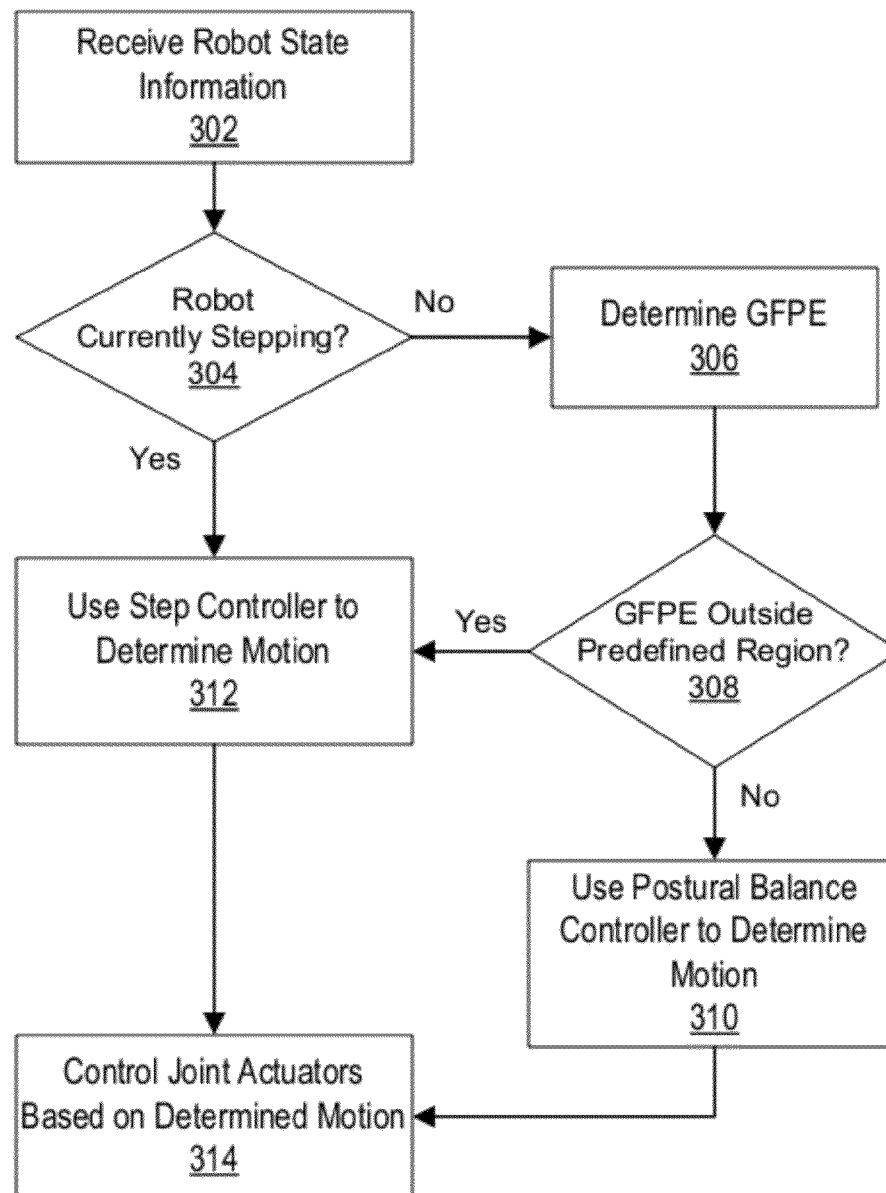 Receive Robot State
Information
302
Robot
Currently Stepping?
304
No
Determine GFPE
306
Yes
Use Step Controller to
Determine Motion
312
Yes
GFPE Outside
Predefined Region?
308
No
Use Postural Balance
Controller to Determine
Motion
310
Control Joint Actuators
Based on Determined Motion
314